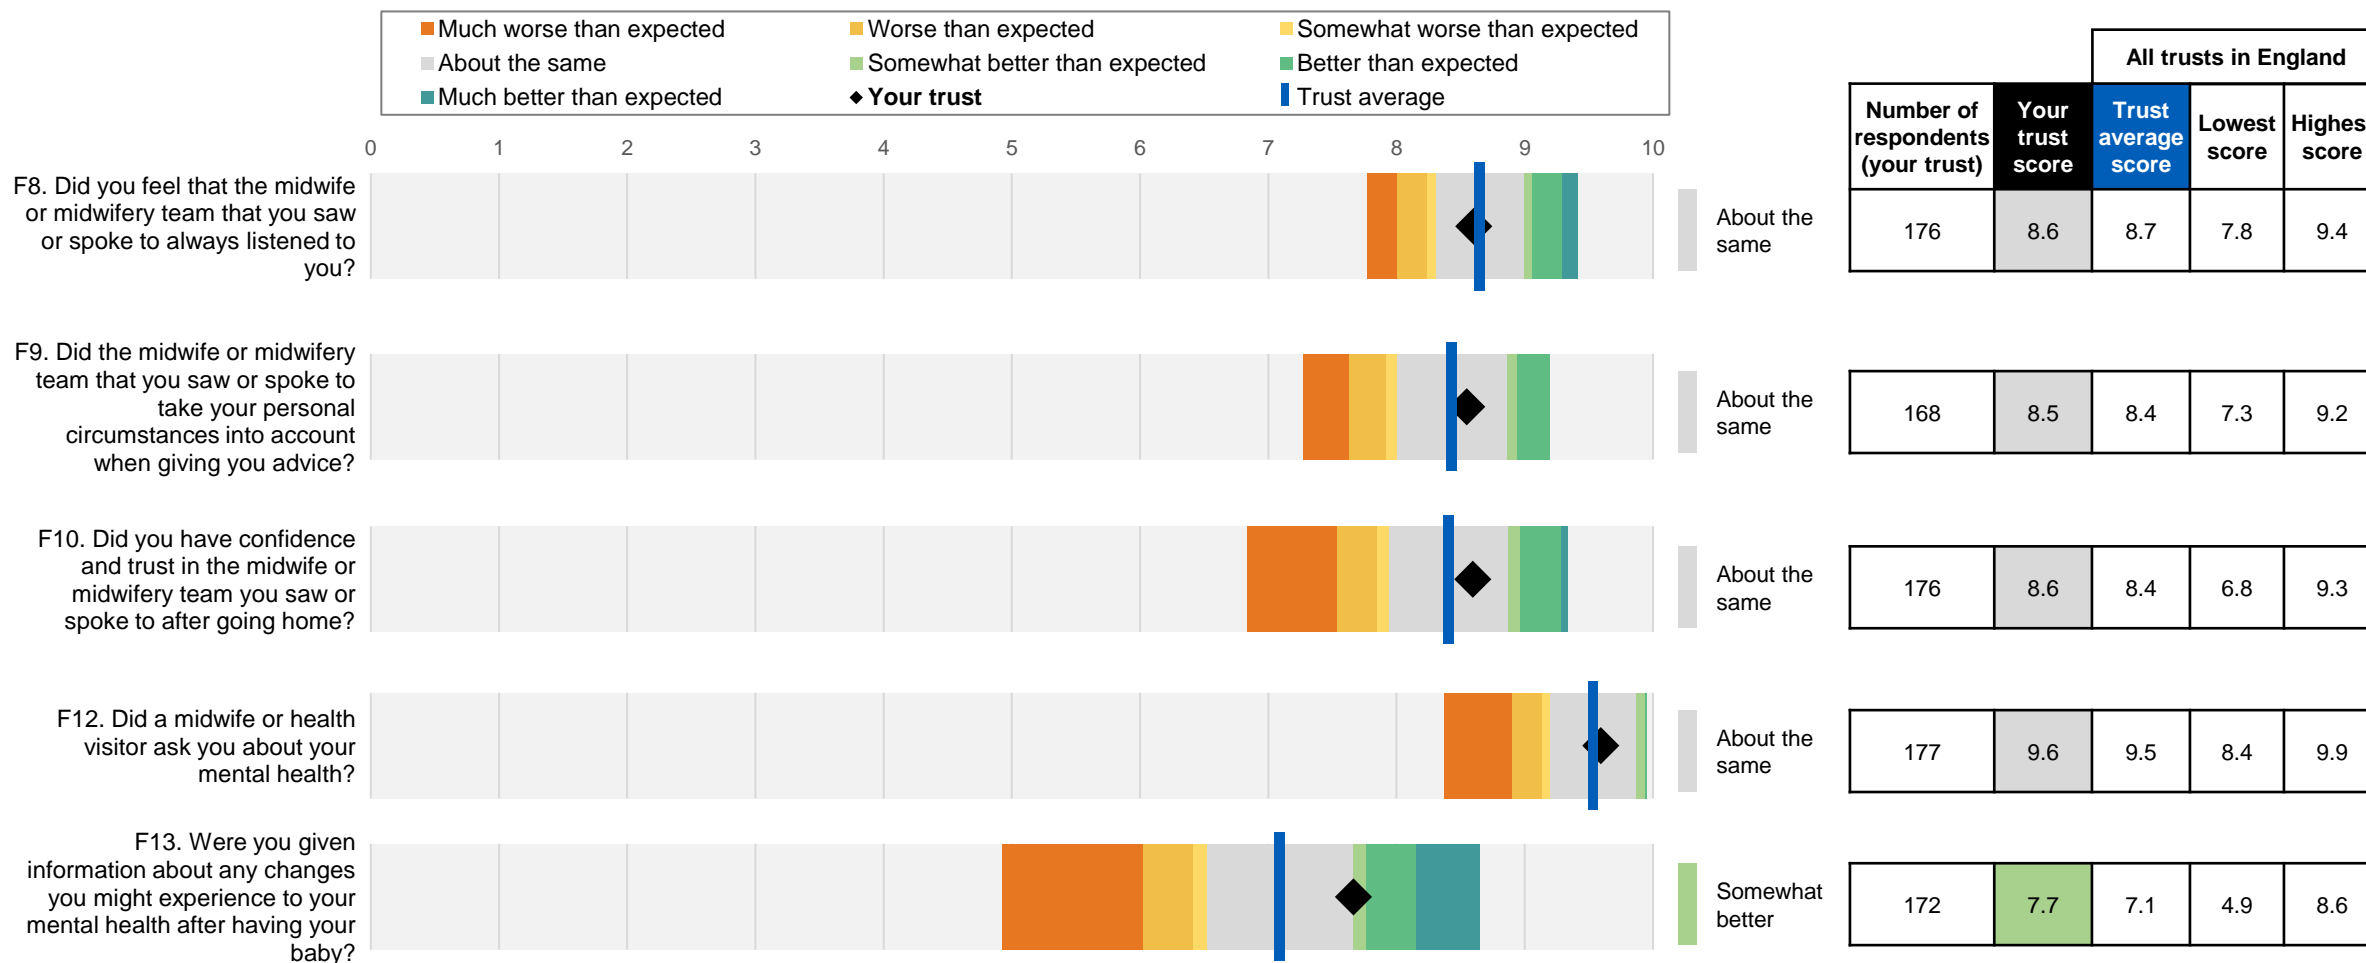 Much worse than expected
Worse than expected
Somewhat worse than expected
About the same
Somewhat better than expected
Better than expected
Much better than expected
Your trust
Trust average
All trusts in England
Number of
respondents
(your trust)
Your
trust
score
Trust
average
score
Lowest
score
Highes
score
0 1 2 3 4 5 6 7 8 9 10
F8. Did you feel that the midwife
or midwifery team that you saw
or spoke to always listened to
you?
About the
same
176 8.6 8.7 7.8 9.4
F9. Did the midwife or midwifery
team that you saw or spoke to
take your personal
circumstances into account
when giving you advice?
About the
same
168 8.5 8.4 7.3 9.2
F10. Did you have confidence
and trust in the midwife or
midwifery team you saw or
spoke to after going home?
About the
same
176 8.6 8.4 6.8 9.3
F12. Did a midwife or health
visitor ask you about your
mental health?
About the
same
177 9.6 9.5 8.4 9.9
F13. Were you given
information about any changes
you might experience to your
mental health after having your
baby?
Somewhat
better
172 7.7 7.1 4.9 8.6